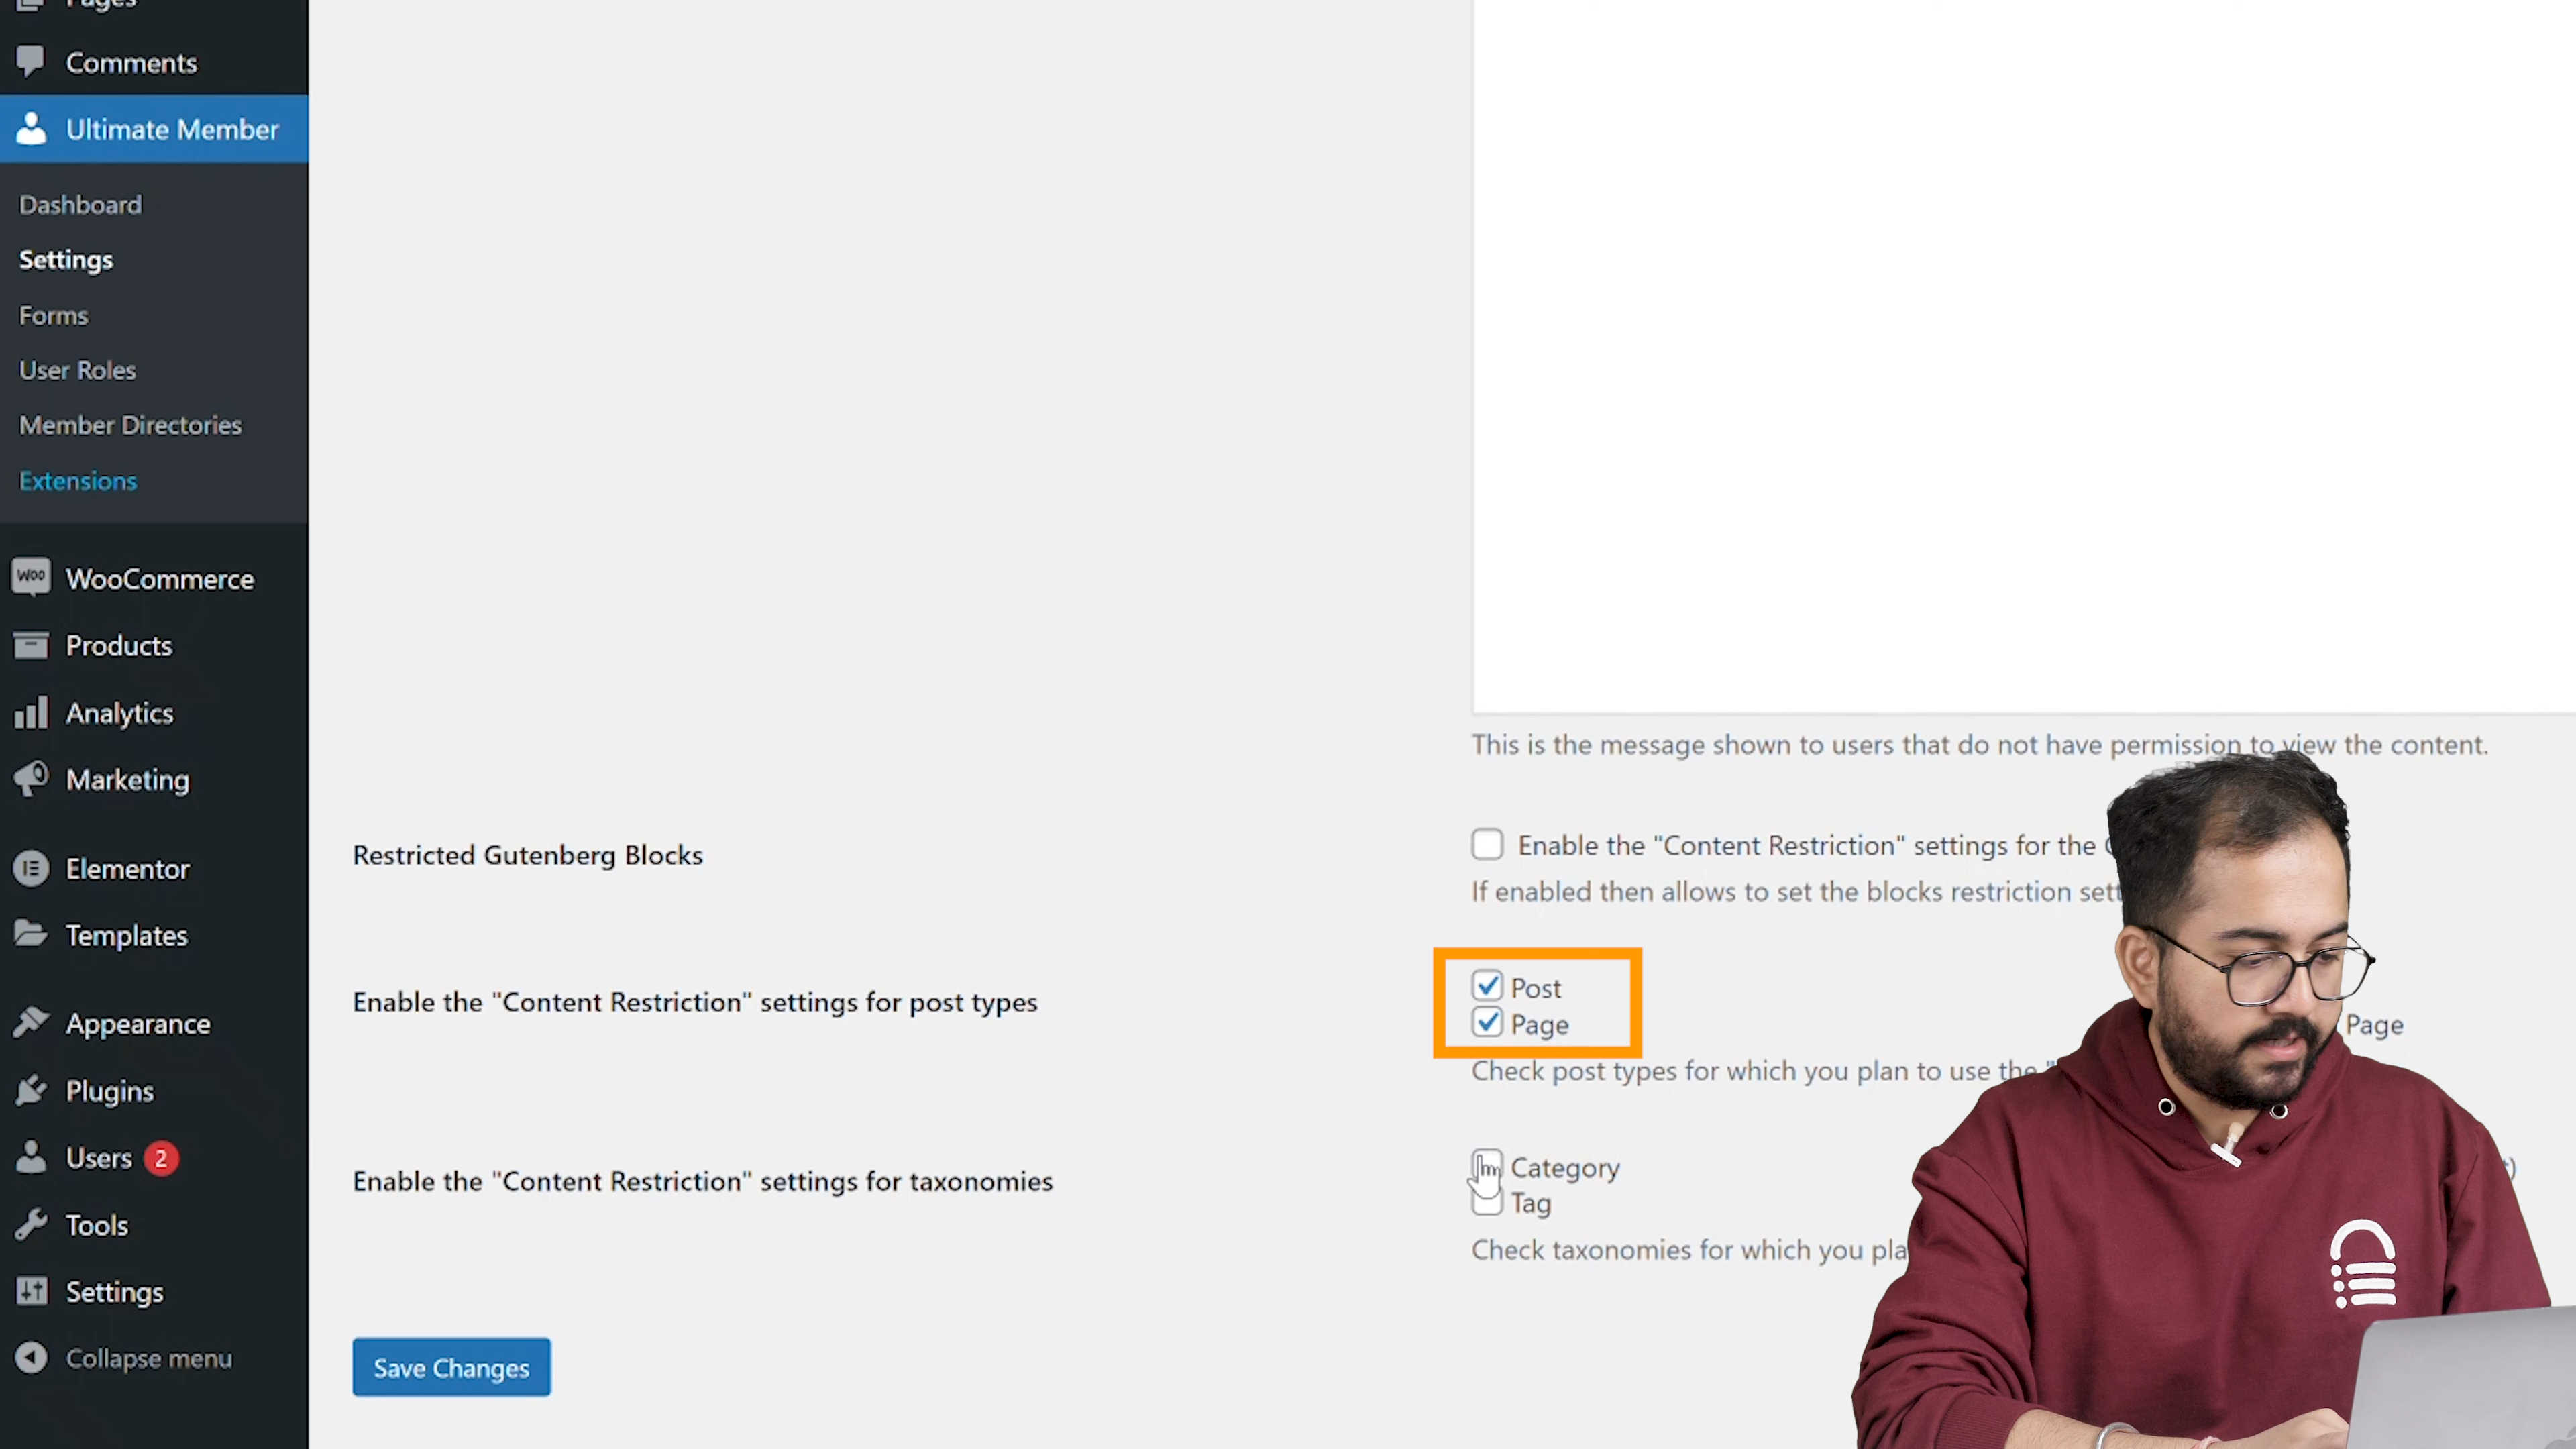 Pages
Comments
Ultimate Member
Dashboard
Settings
Forms
User Roles
Member Directories
Extensions
Woo WooCommerce
Products
Analytics
Marketing
Elementor
Templates
Appearance
Plugins
Users 2
Tools
Settings
Collapse menu
This is the message shown to users that do not have permission to view the content.
Restricted Gutenberg Blocks
Enable the "Content Restriction" settings for the
If enabled then allows to set the blocks restriction
Enable the "Content Restriction" settings for post types
Post
Page
Page
Check post types for which you plan to use the
Enable the "Content Restriction" settings for taxonomies
Category
Tag
Check taxonomies for which you
Save Changes